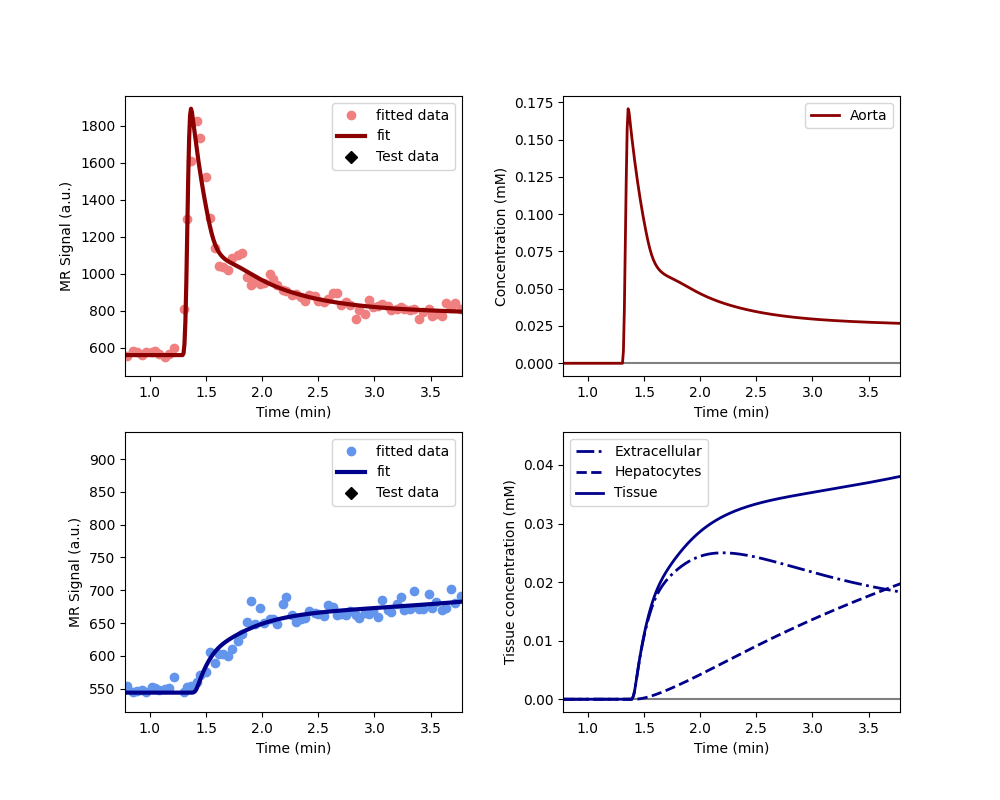 1800
1600
1400
1200
1000
800
600
MR Signal (a.u.)
fitted data
fit
Test data
1.0 1.5 2.0 2.5 3.0 3.5
Time (min)
0.175
0.150
0.125
0.100
0.075
0.050
0.025
0.000
Concentration (mM)
Aorta
1.0 1.5 2.0 2.5 3.0 3.5
Time (min)
900
850
800
750
700
650
600
550
MR Signal (a.u.)
fitted data
fit
Test data
1.0 1.5 2.0 2.5 3.0 3.5
Time (min)
0.04
0.03
0.02
0.01
0.00
Tissue concentration (mM)
Extracellular
Hepatocytes
Tissue
1.0 1.5 2.0 2.5 3.0 3.5
Time (min)